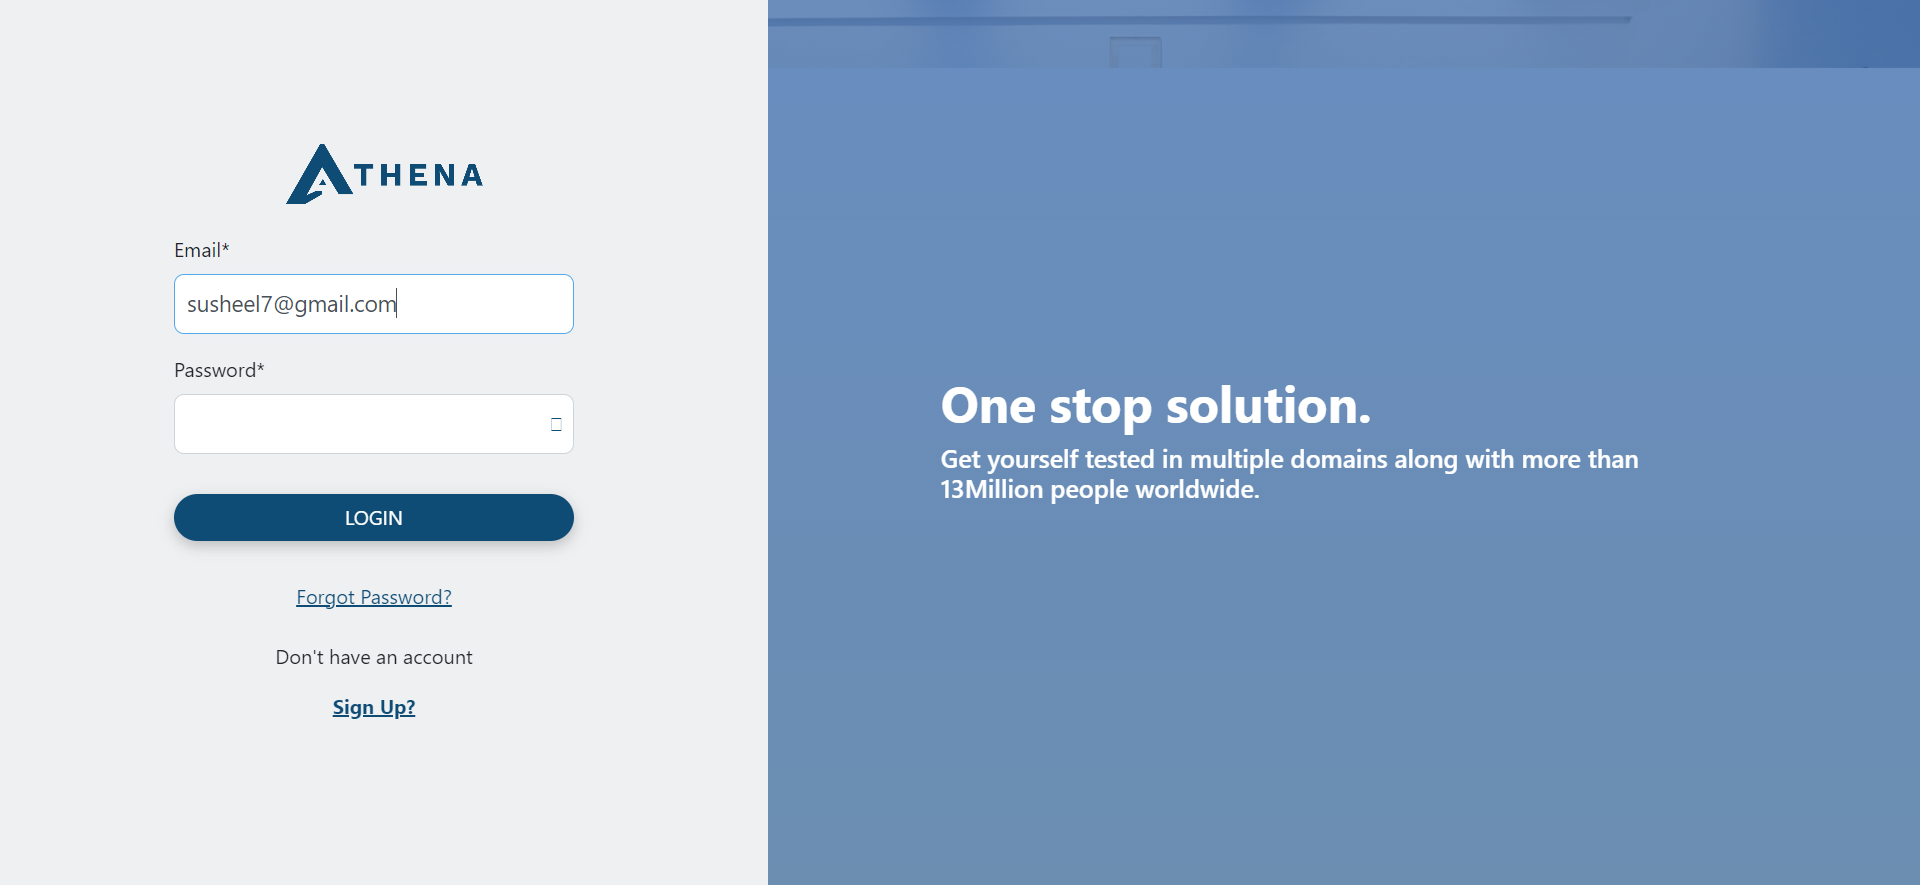 ATHENA
Email*
susheel7@gmail.com
Password*
LOGIN
Forgot Password?
Don't have an account
Sign Up?
One stop solution.
Get yourself tested in multiple domains along with more than
13Million people worldwide.